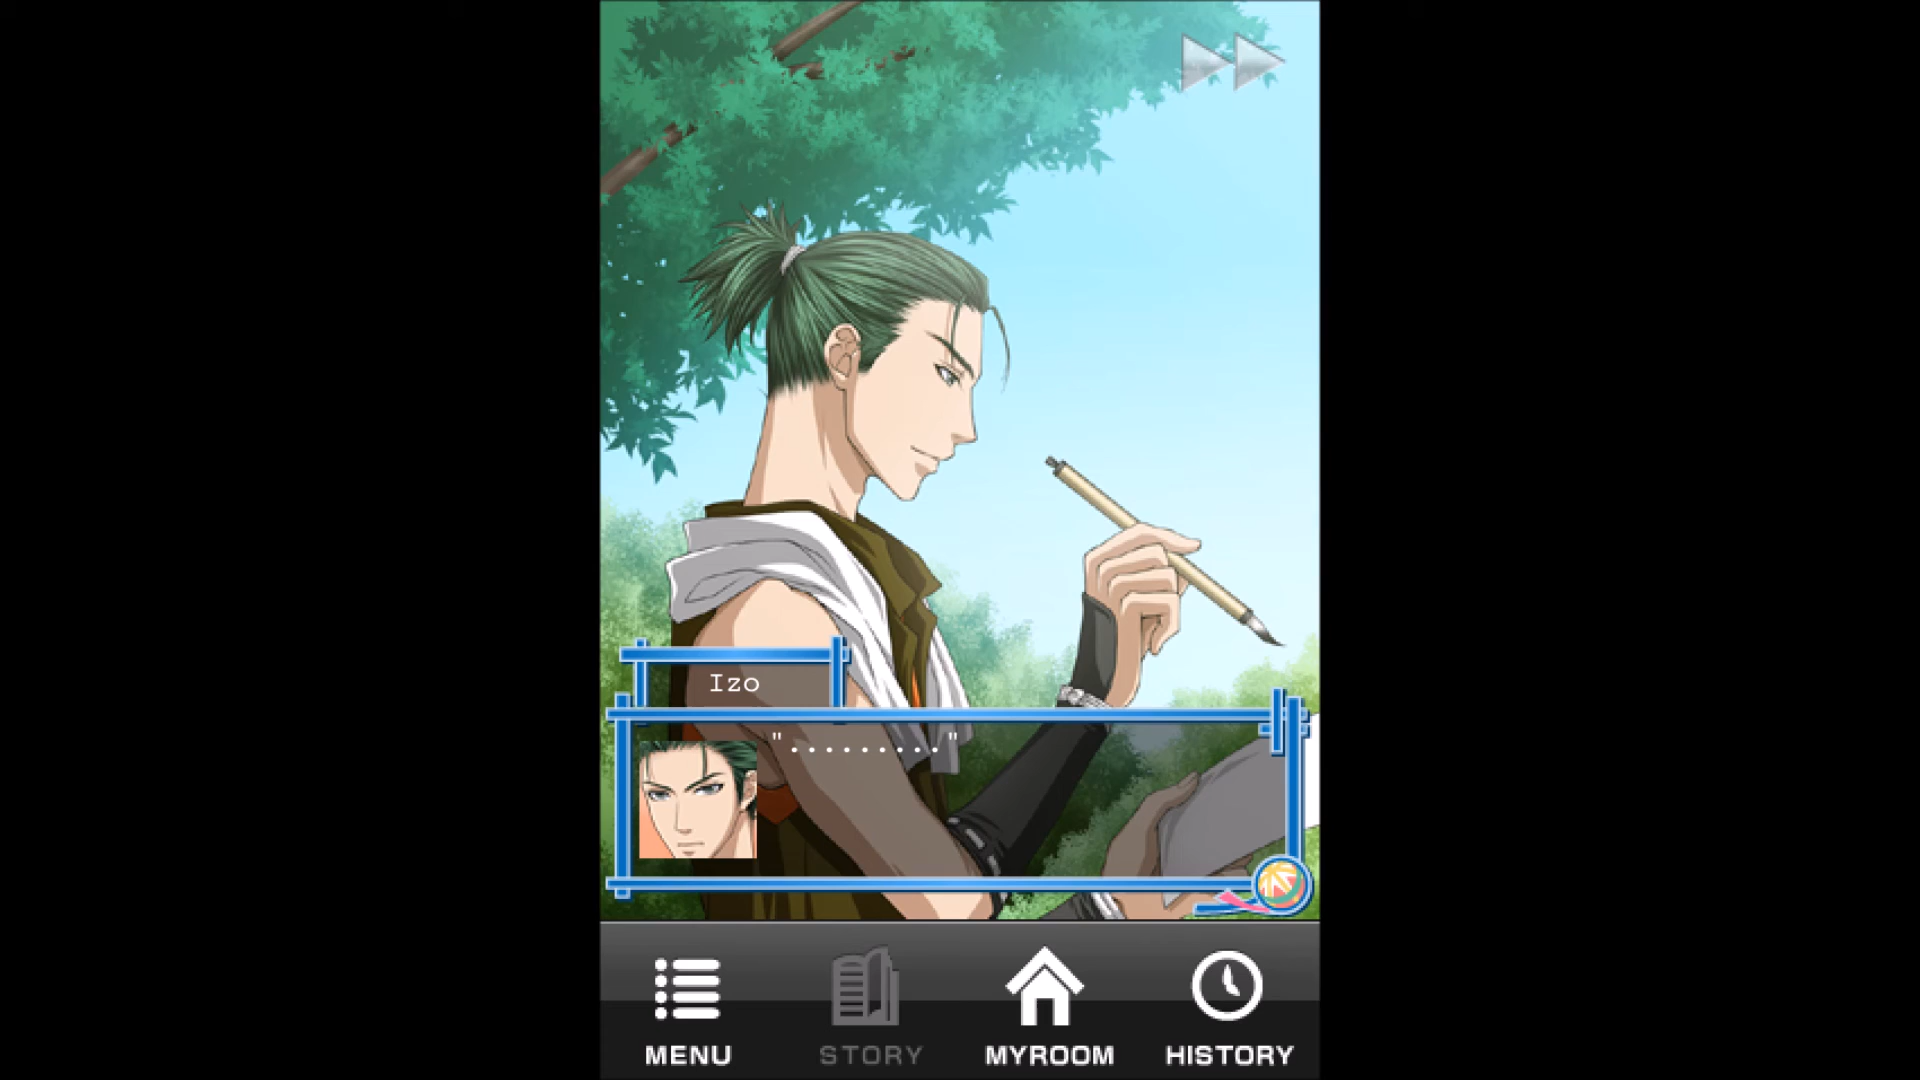 Izo
"........."
MENU
STORY
MYROOM
HISTORY